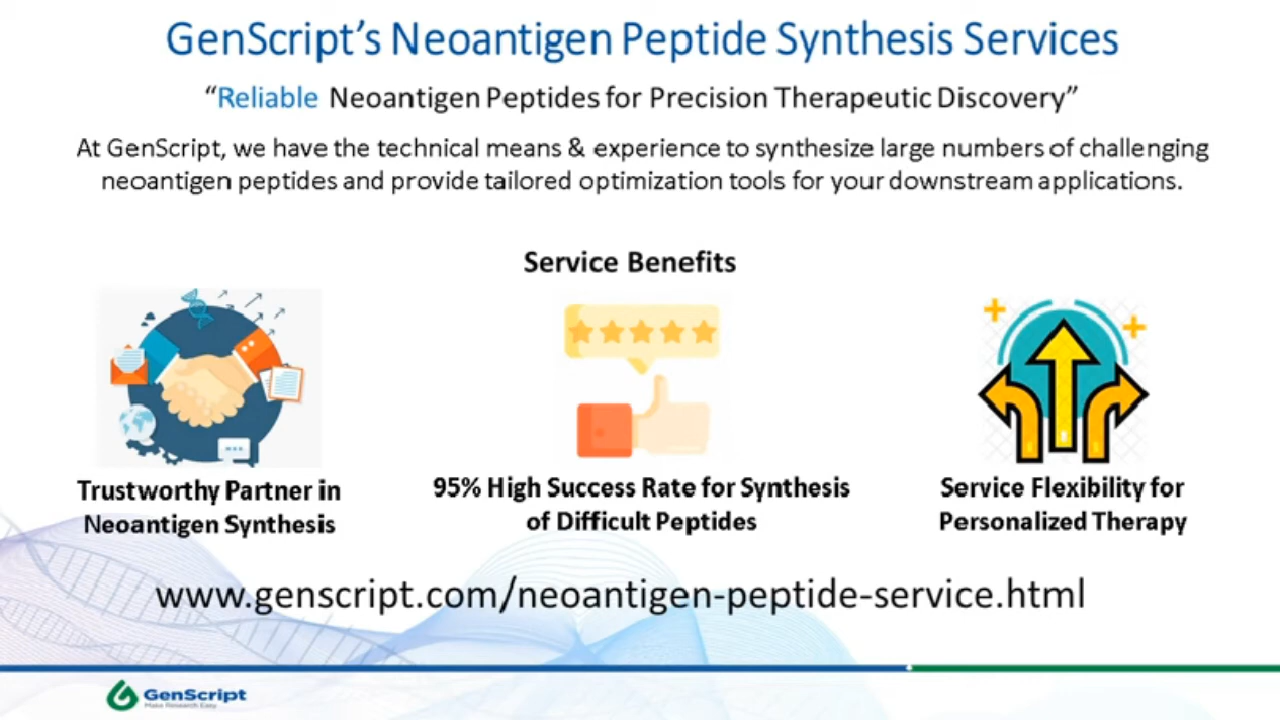 GenScript's Neoantigen Peptide Synthesis Services
“Reliable Neoantigen Peptides for Precision Therapeutic Discovery”
At GenScript, we have the technical means & experience to synthesize large numbers of challenging
neoantigen peptides and provide tailored optimization tools for your downstream applications.
Service Benefits
Trustworthy Partner in
Neoantigen Synthesis
95% High Success Rate for Synthesis
of Difficult Peptides
Service Flexibility for
Personalized Therapy
www.genscript.com/neoantigen-peptide-service.html
GenScript
Make Research Easy